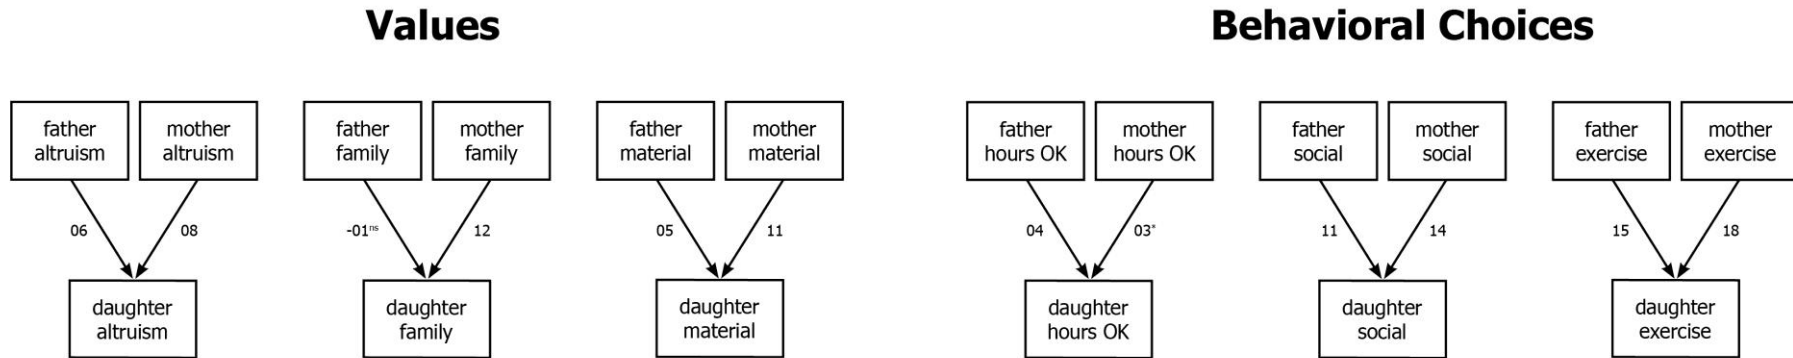 Values
Behavioral Choices
father
altruism
mother
altruism
father
family
mother
family
father
material
mother
material
father
hours OK
mother
hours OK
father
social
mother
social
father
exercise
mother
exercise
06
08
-01ⁿˢ
12
05
11
04
03*
11
14
15
18
daughter
altruism
daughter
family
daughter
material
daughter
hours OK
daughter
social
daughter
exercise